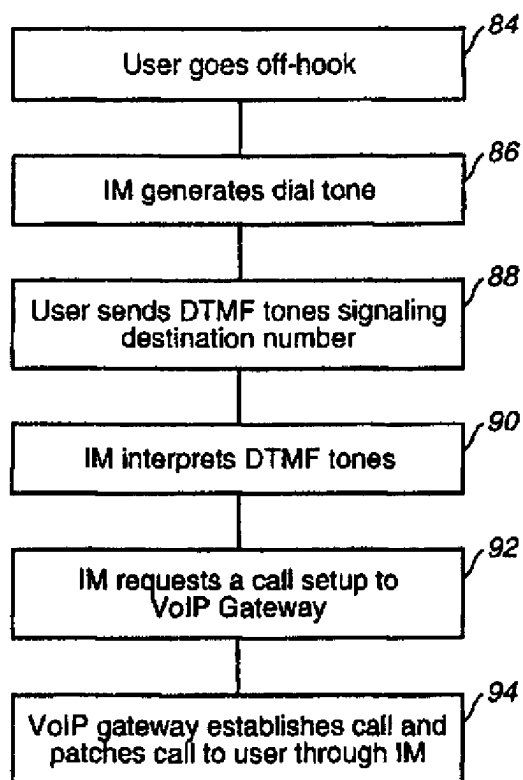 84
User goes off-hook
86
IM generates dial tone
88
User sends DTMF tones signaling
destination number
90
IM interprets DTMF tones
92
IM requests a call setup to
VoIP Gateway
94
VoIP gateway establishes call and
patches call to user through IM